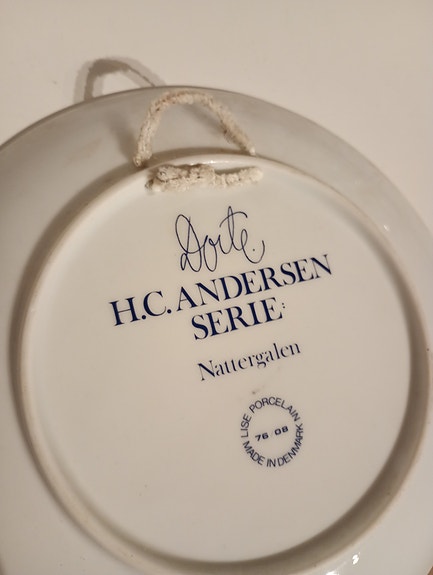 Dorte.
H.C. ANDERSEN
SERIE:
Nattergalen
LISE PORCELAIN
76 08
MADE IN DENMARK